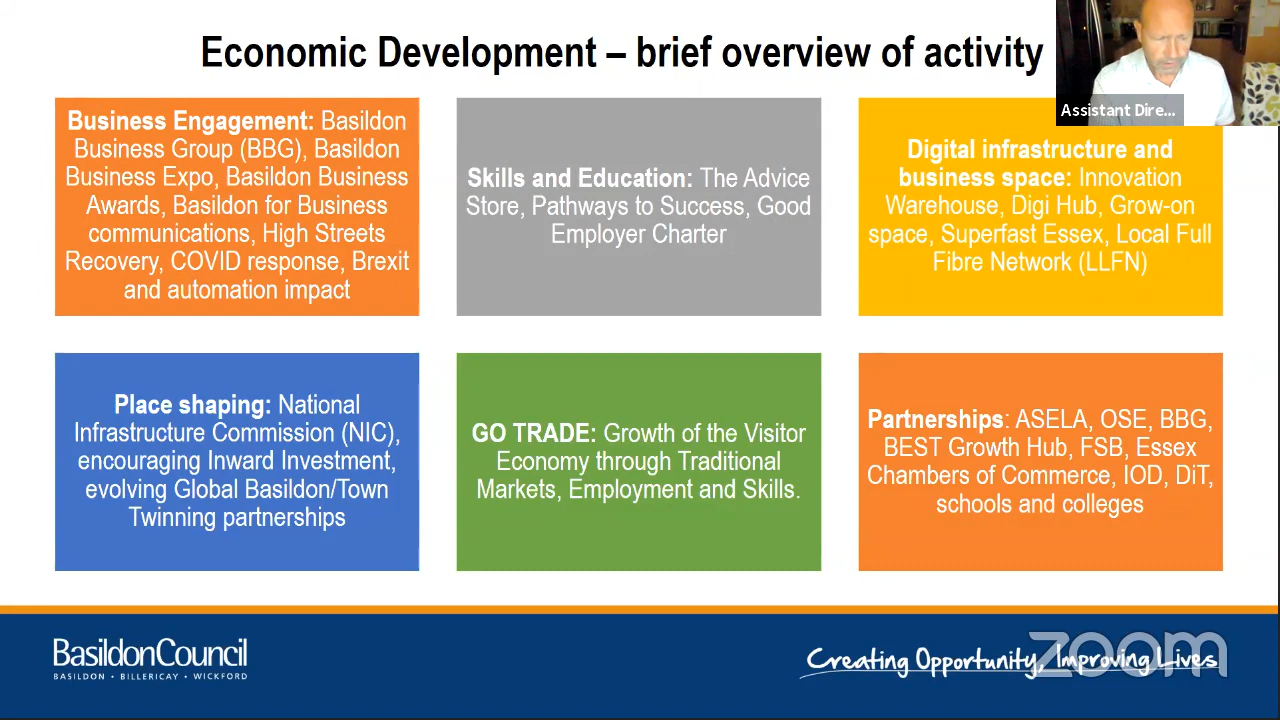 Economic Development – brief overview of activity
Assistant Dire...
Business Engagement: Basildon
Business Group (BBG), Basildon
Business Expo, Basildon Business
Awards, Basildon for Business
communications, High Streets
Recovery, COVID response, Brexit
and automation impact
Skills and Education: The Advice
Store, Pathways to Success, Good
Employer Charter
Digital infrastructure and
business space: Innovation
Warehouse, Digi Hub, Grow-on
space, Superfast Essex, Local Full
Fibre Network (LLFN)
Place shaping: National
Infrastructure Commission (NIC),
encouraging Inward Investment,
evolving Global Basildon/Town
Twinning partnerships
GO TRADE: Growth of the Visitor
Economy through Traditional
Markets, Employment and Skills.
Partnerships: ASELA, OSE, BBG,
BEST Growth Hub, FSB, Essex
Chambers of Commerce, IOD, DiT,
schools and colleges
BasildonCouncil
BASILDON • BILLERICAY • WICKFORD
Creating Opportunity, Improving Lives
zoom